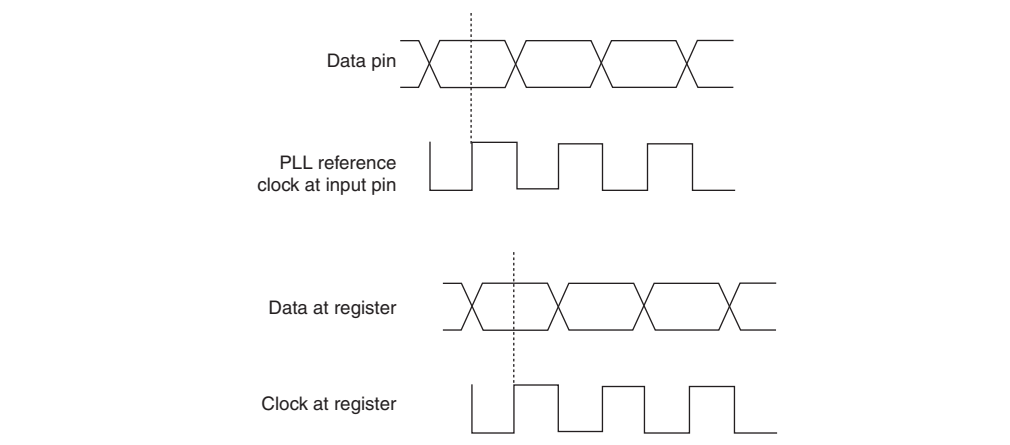 Data pin
PLL reference
clock at input pin
Data at register
Clock at register